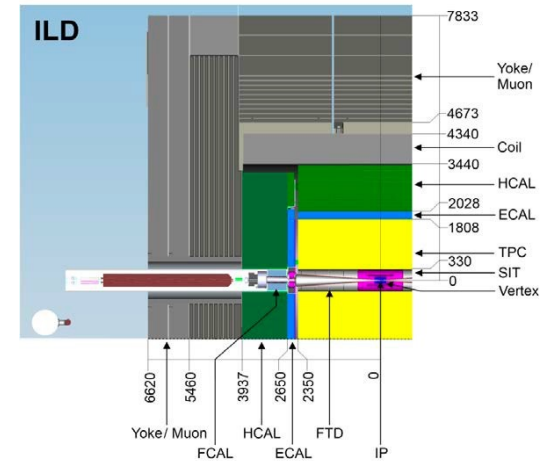 ILD
7833
Yoke/
Muon
4673
4340
Coil
3440
HCAL
2028
ECAL
1808
TPC
330
SIT
0
Vertex
6620
5460
3937
2650
2350
0
Yoke/ Muon
HCAL
FTD
FCAL
ECAL
IP